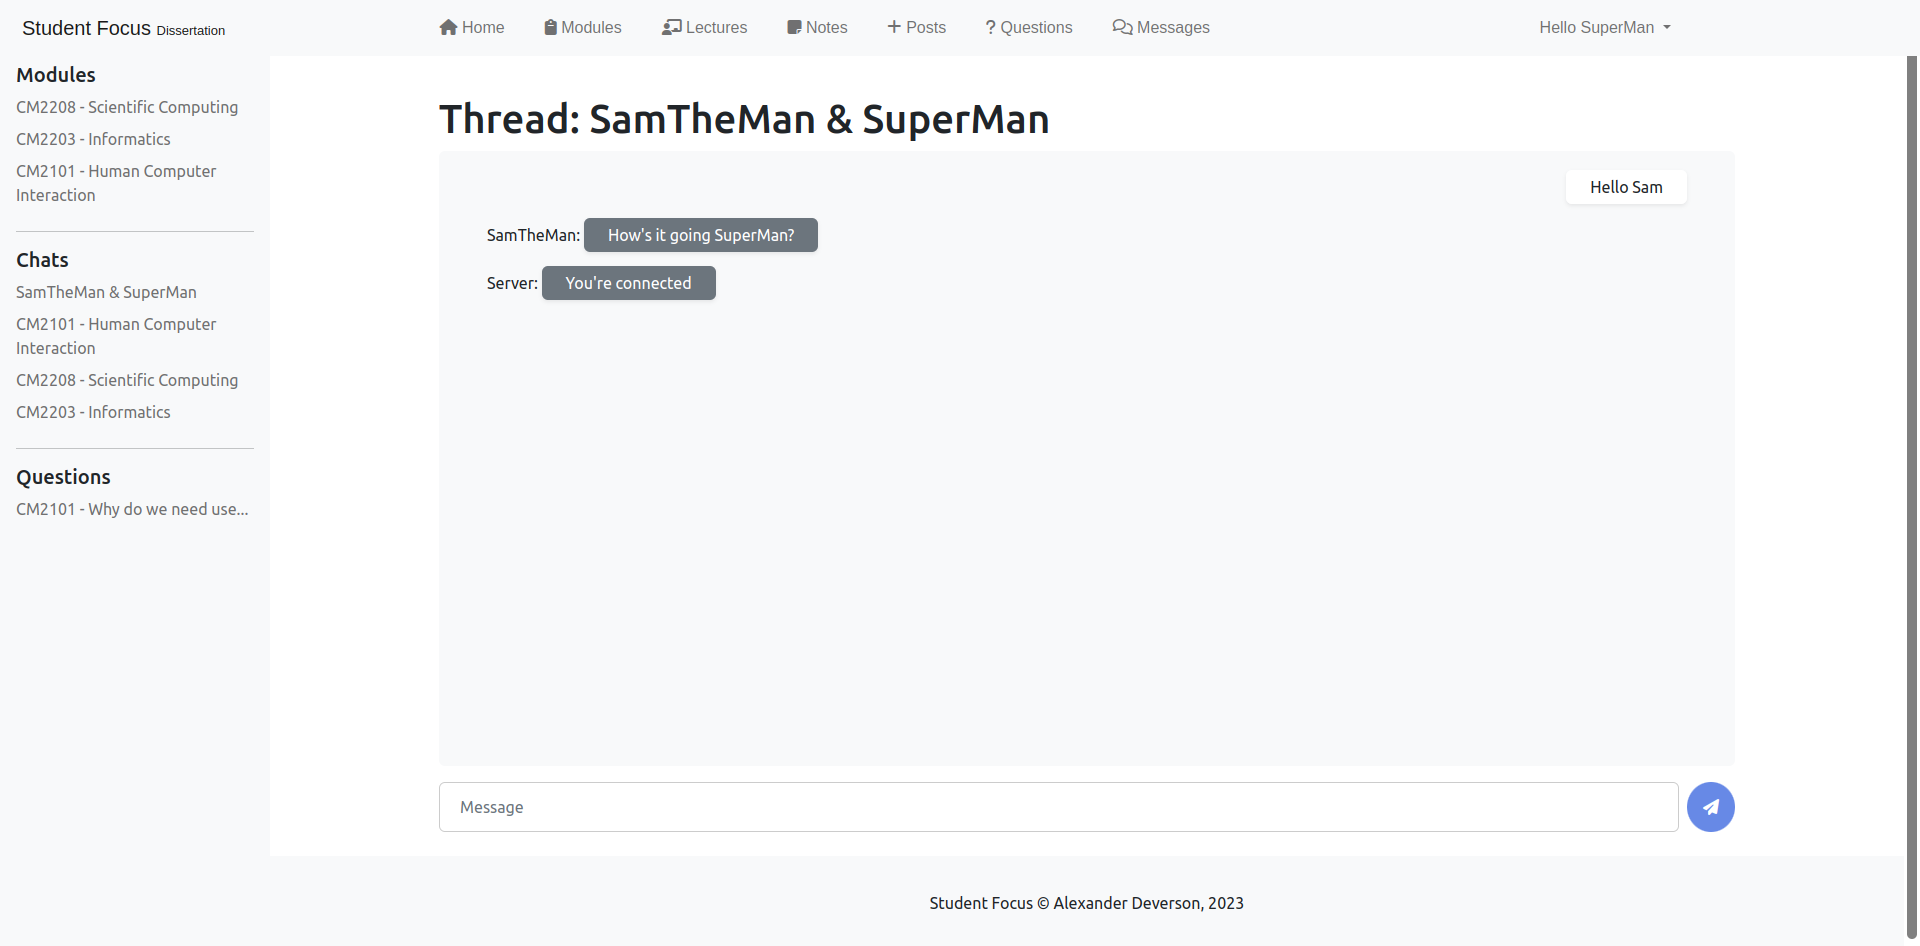 Student Focus Dissertation
Home Modules Lectures Notes Posts Questions Messages
Hello SuperMan
Modules
CM2208 - Scientific Computing
CM2203 - Informatics
CM2101 - Human Computer
Interaction
Chats
SamTheMan & SuperMan
CM2101 - Human Computer
Interaction
CM2208 - Scientific Computing
CM2203 - Informatics
Questions
CM2101 - Why do we need use...
Thread: SamTheMan & SuperMan
Hello Sam
SamTheMan: How's it going SuperMan?
Server: You're connected
Message
Student Focus © Alexander Deverson, 2023